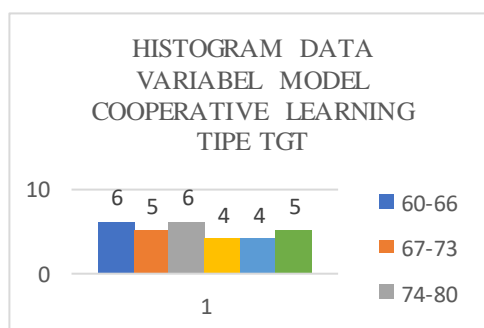 HISTOGRAM DATA
VARIABEL MODEL
COOPERATIVE LEARNING
TIPE TGT
10
6 5 6 4 4 5
60-66
67-73
0
74-80
1